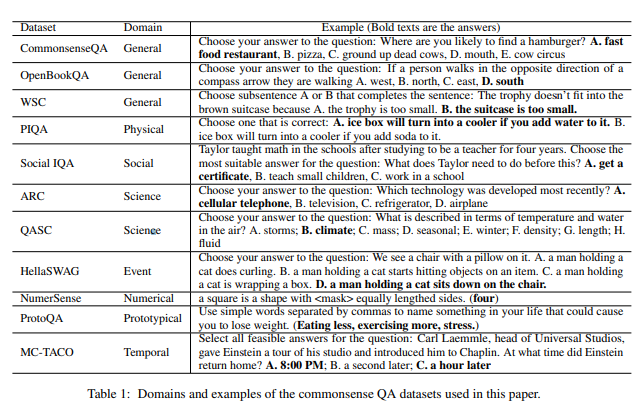 Dataset Domain Example (Bold texts are the answers)
CommonsenseQA General Choose your answer to the question: Where are you likely to find a hamburger? A. fast
food restaurant, B. pizza, C. ground up dead cows, D. mouth, E. cow circus
OpenBookQA General Choose your answer to the question: If a person walks in the opposite direction of a
compass arrow they are walking A. west, B. north, C. east, D. south
WSC General Choose subsentence A or B that completes the sentence: The trophy doesn't fit into the
brown suitcase because A. the trophy is too small. B. the suitcase is too small.
PIQA Physical Choose one that is correct: A. ice box will turn into a cooler if you add water to it. B.
ice box will turn into a cooler if you add soda to it.
Social IQA Social Taylor taught math in the schools after studying to be a teacher for four years. Choose the
most suitable answer for the question: What does Taylor need to do before this? A. get a
certificate, B. teach small children, C. work in a school
ARC Science Choose your answer to the question: Which technology was developed most recently? A.
cellular telephone, B. television, C. refrigerator, D. airplane
QASC Science Choose your answer to the question: What is described in terms of temperature and water
in the air? A. storms; B. climate; C. mass; D. seasonal; E. winter; F. density; G. length; H.
fluid
HellaSWAG Event Choose your answer to the question: We see a chair with a pillow on it. A. a man holding a
cat does curling. B. a man holding a cat starts hitting objects on an item. C. a man holding
a cat is wrapping a box. D. a man holding a cat sits down on the chair.
NumerSense Numerical a square is a shape with <mask> equally lengthed sides. (four)
ProtoQA Prototypical Use simple words separated by commas to name something in your life that could cause
you to lose weight. (Eating less, exercising more, stress.)
MC-TACO Temporal Select all feasible answers for the question: Carl Laemmle, head of Universal Studios,
gave Einstein a tour of his studio and introduced him to Chaplin. At what time did Einstein
return home? A. 8:00 PM; B. a second later; C. a hour later
Table 1: Domains and examples of the commonsense QA datasets used in this paper.